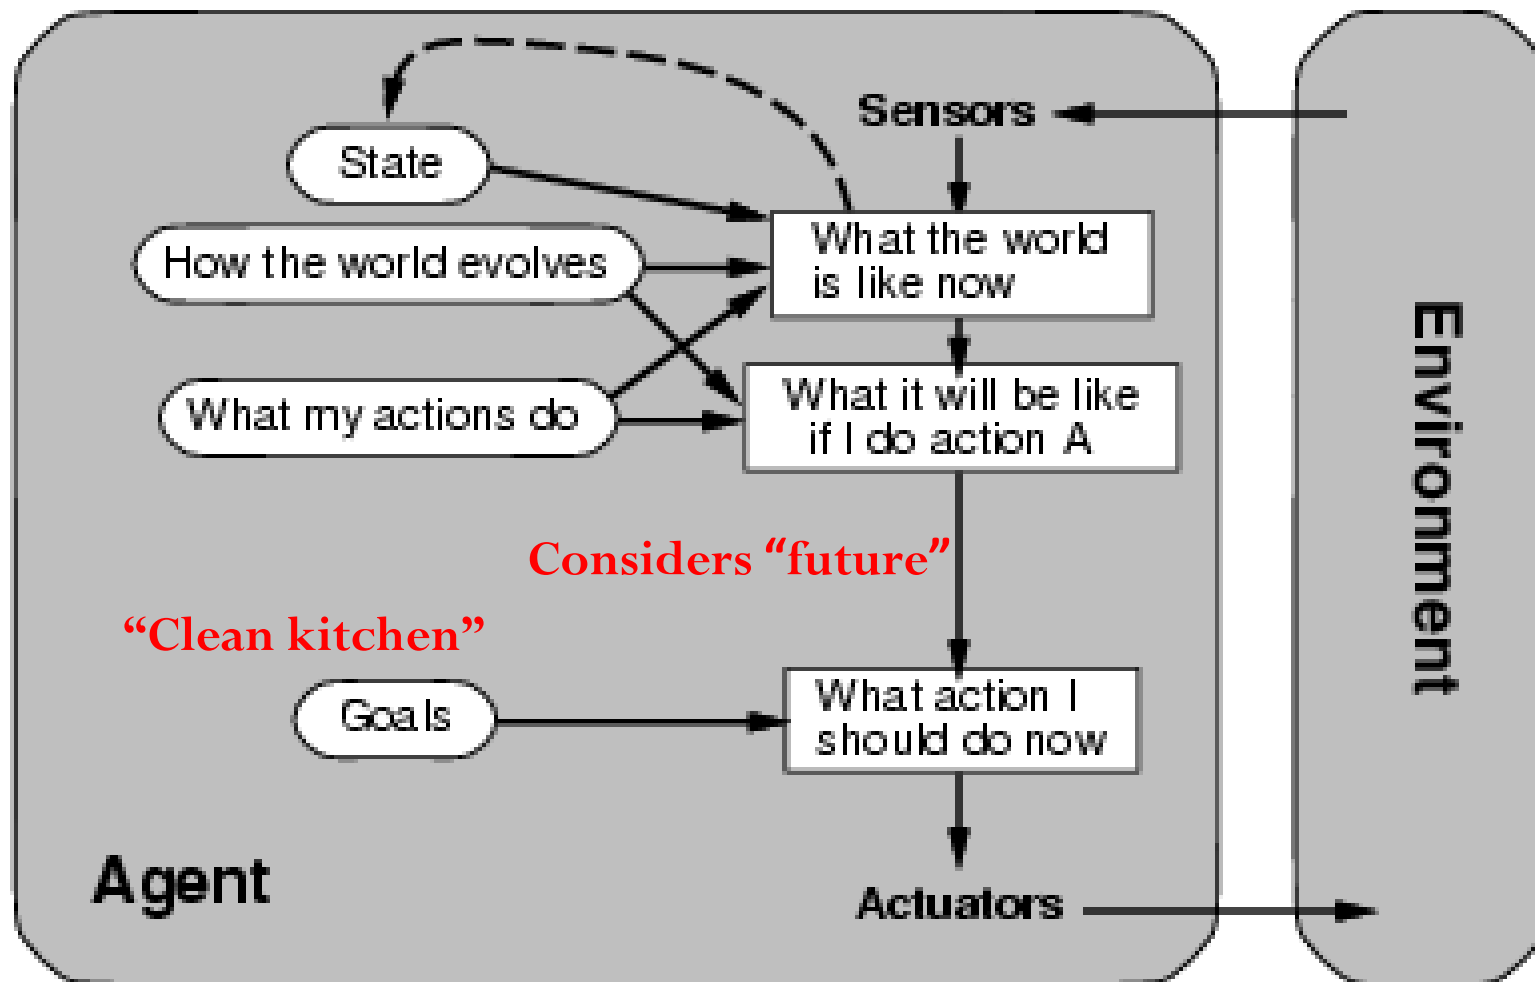 Sensors
State
What the world
is like now
How the world evolves
What my actions do
What it will be like
if I do action A
Considers “future”
“Clean kitchen”
Goals
What action I
should do now
Agent
Actuators
Environment